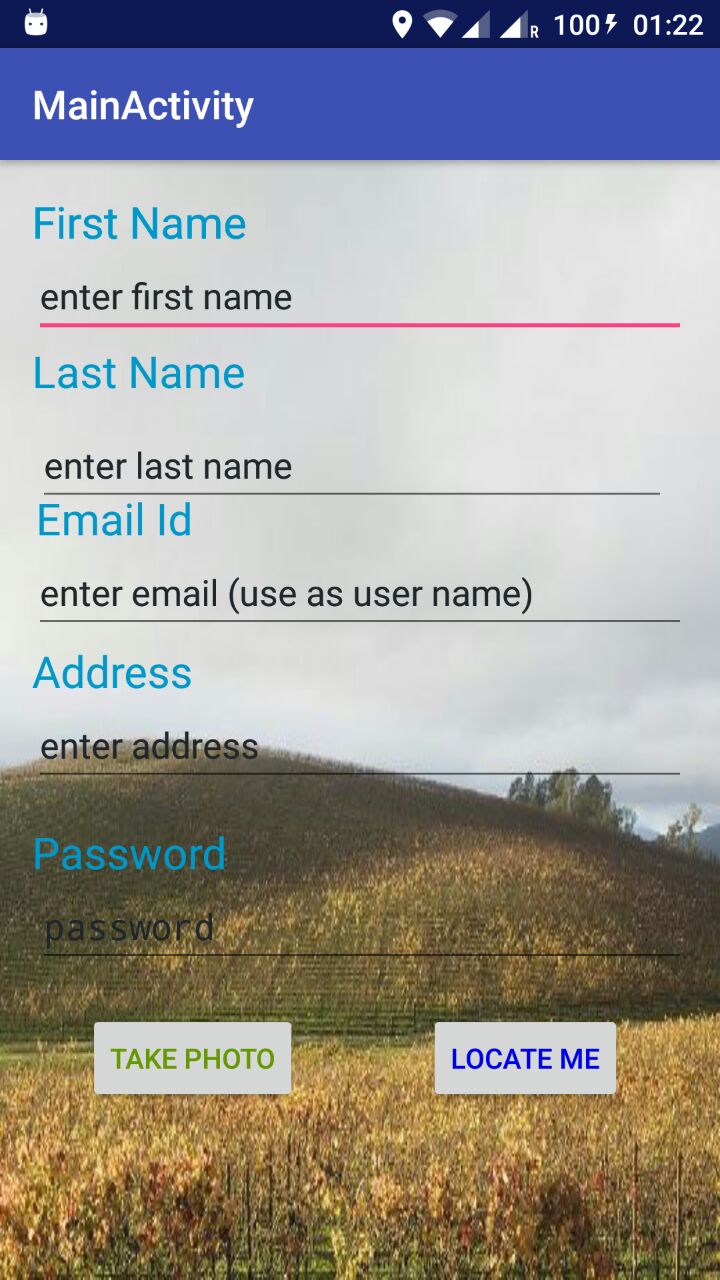 R 100 01:22
MainActivity
First Name
enter first name
Last Name
enter last name
Email Id
enter email (use as user name)
Address
enter address
Password
password
TAKE PHOTO LOCATE ME